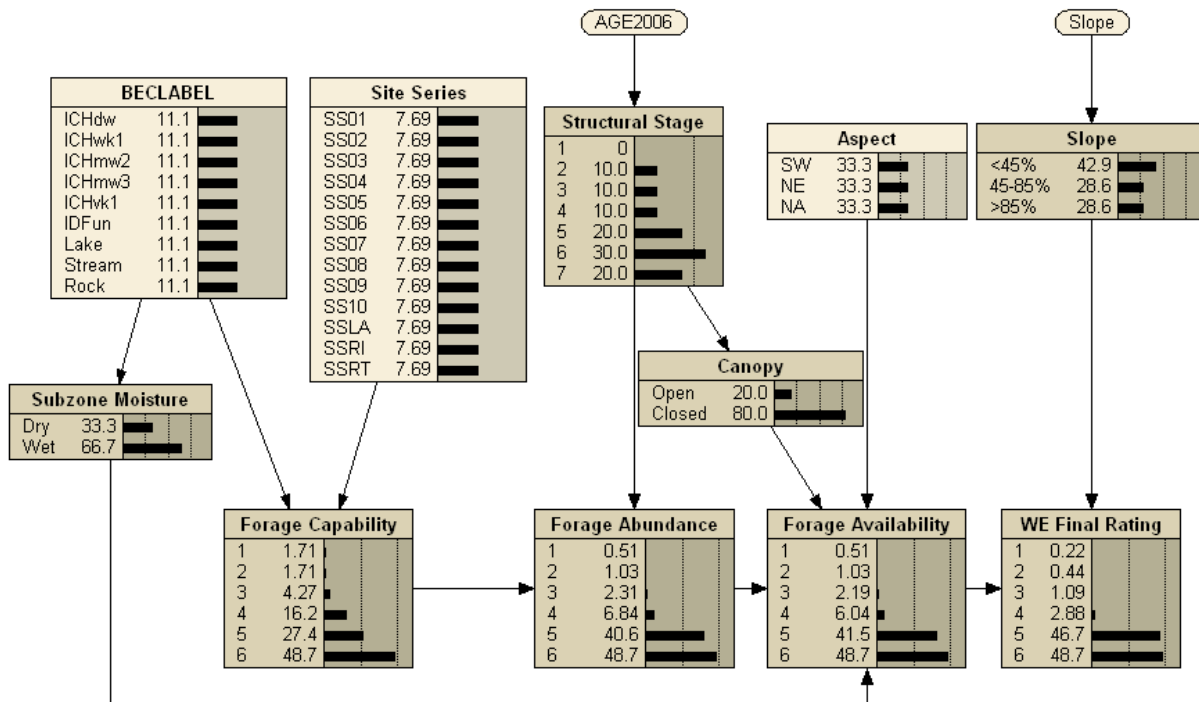 AGE2006
Slope
BECLABEL
ICHdw 11.1
ICHwk1 11.1
ICHmw2 11.1
ICHmw3 11.1
ICHvk1 11.1
IDFun 11.1
Lake 11.1
Stream 11.1
Rock 11.1
Site Series
SS01 7.69
SS02 7.69
SS03 7.69
SS04 7.69
SS05 7.69
SS06 7.69
SS07 7.69
SS08 7.69
SS09 7.69
SS10 7.69
SSLA 7.69
SSRI 7.69
SSRT 7.69
Structural Stage
1 0
2 10.0
3 10.0
4 10.0
5 20.0
6 30.0
7 20.0
Aspect
SW 33.3
NE 33.3
NA 33.3
Slope
<45% 42.9
45-85% 28.6
>85% 28.6
Subzone Moisture
Dry 33.3
Wet 66.7
Canopy
Open 20.0
Closed 80.0
Forage Capability
1 1.71
2 1.71
3 4.27
4 16.2
5 27.4
6 48.7
Forage Abundance
1 0.51
2 1.03
3 2.31
4 6.84
5 40.6
6 48.7
Forage Availability
1 0.51
2 1.03
3 2.19
4 6.04
5 41.5
6 48.7
WE Final Rating
1 0.22
2 0.44
3 1.09
4 2.88
5 46.7
6 48.7